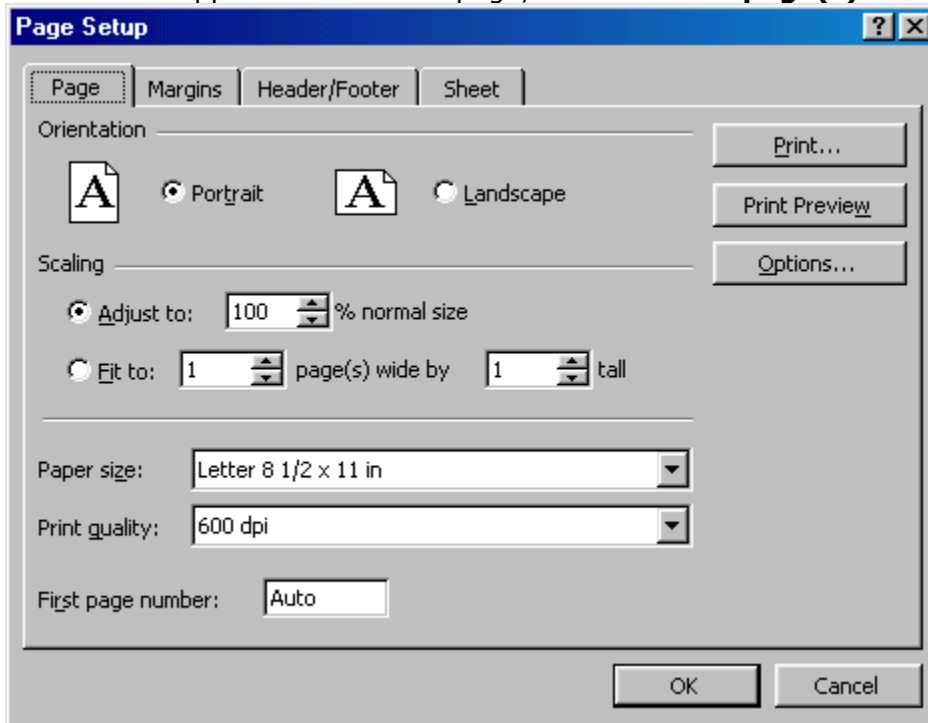 page,
Page Setup
Page Margins Header/Footer Sheet
Orientation
A Portrait A Landscape
Scaling
Adjust to: 100 % normal size
Fit to: 1 page(s) wide by 1 tall
Paper size: Letter 8 1/2 x 11 in
Print quality: 600 dpi
First page number: Auto
Print...
Print Preview
Options...
OK Cancel